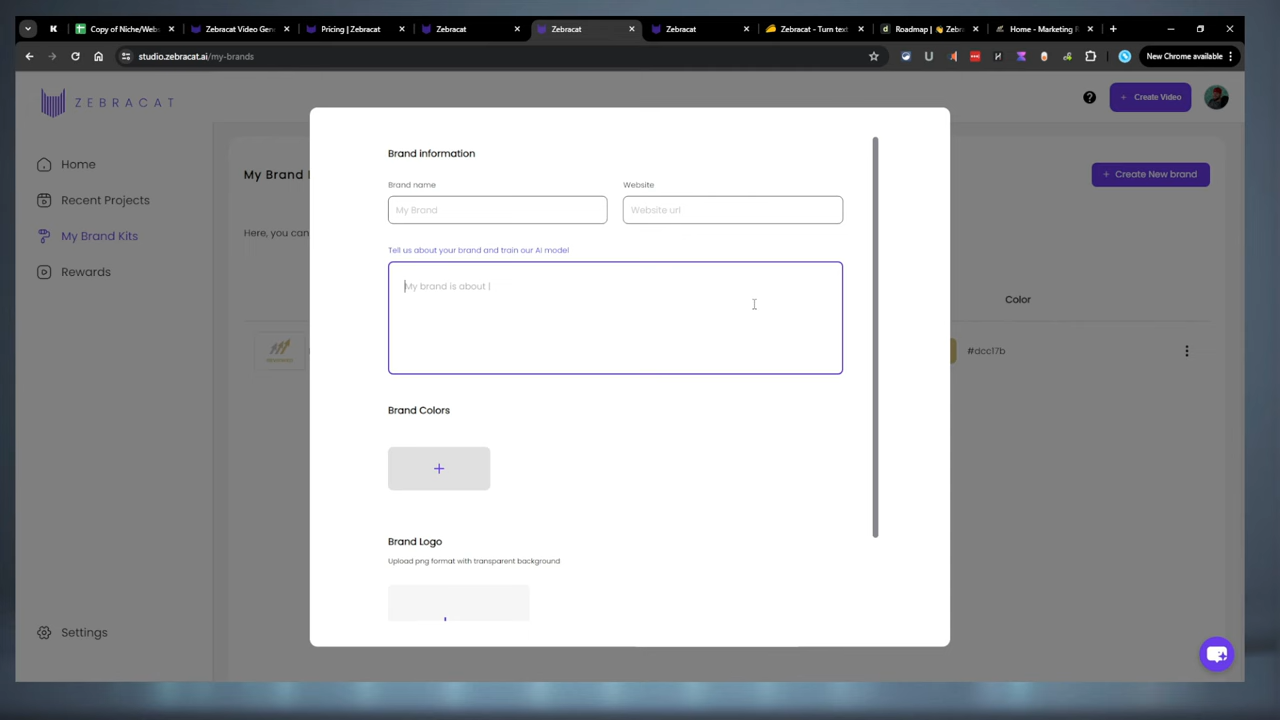 Copy of Niche/Webs
Zebracat Video Gene
Pricing | Zebracat
Zebracat
Zebracat
Zebracat
Zebracat - Turn text
Roadmap | 👋 Zebra
Home - Marketing R
studio.zebracat.ai/my-brands
New Chrome available
ZEBRACAT
Create Video
Home
Recent Projects
My Brand Kits
Rewards
Settings
My Brand
Create New brand
Here, you can
Color
#dcc17b
Brand information
Brand name
Website
My Brand
Website url
Tell us about your brand and train our AI model
My brand is about i
Brand Colors
+
Brand Logo
Upload png format with transparent background